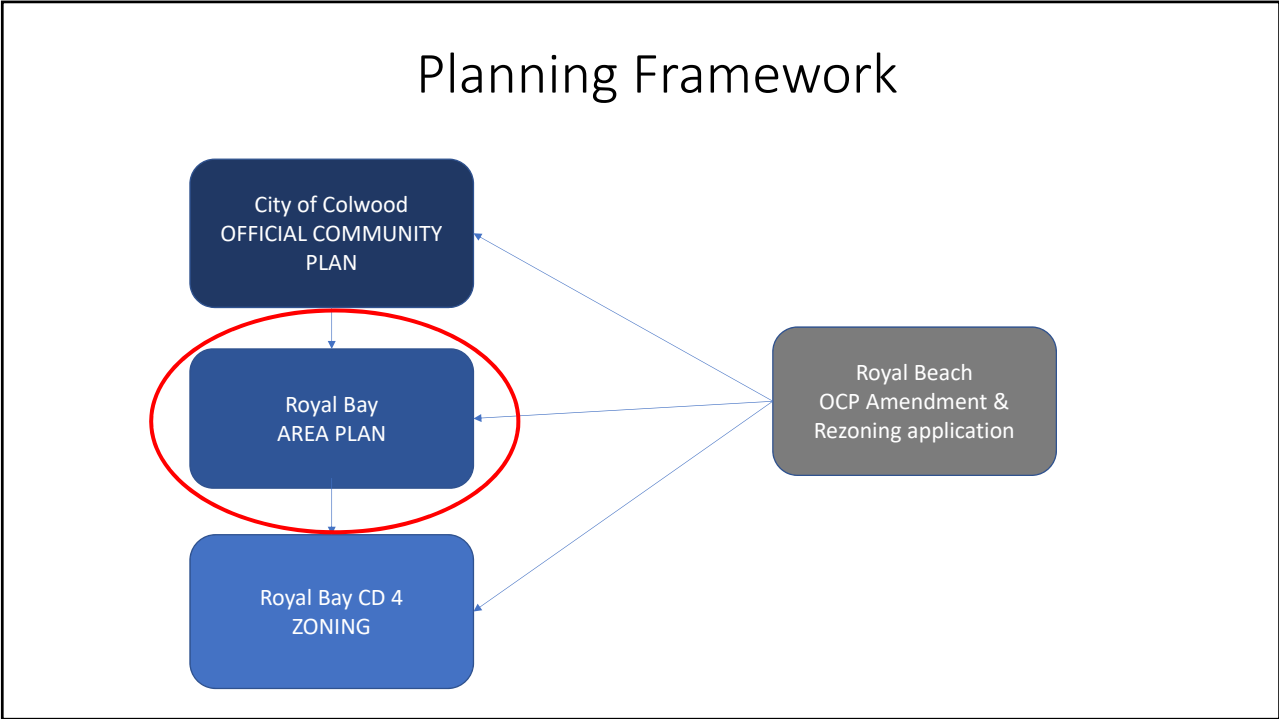 Planning Framework
City of Colwood
OFFICIAL COMMUNITY
PLAN
Royal Bay
AREA PLAN
Royal Bay CD 4
ZONING
Royal Beach
OCP Amendment &
Rezoning application